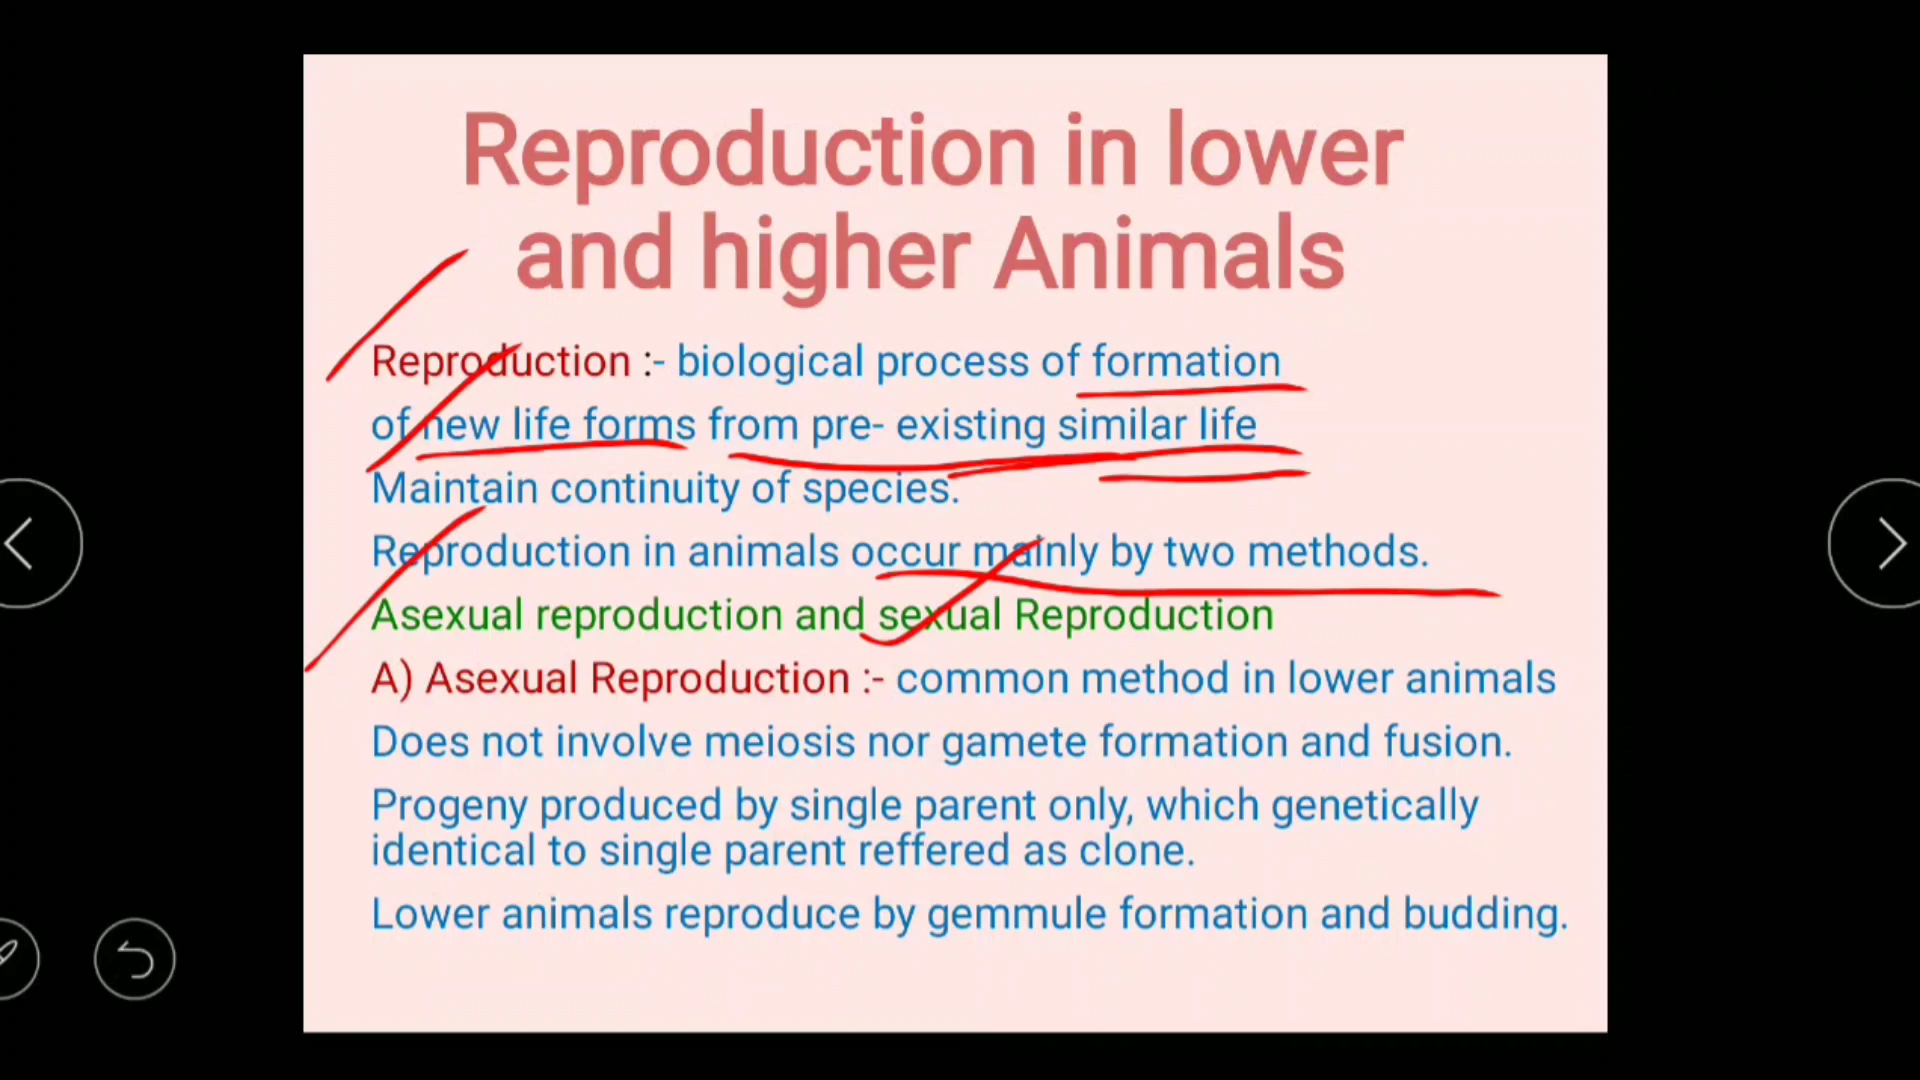 Reproduction in lower
and higher Animals
Reproduction :- biological process of formation
of new life forms from pre- existing similar life
Maintain continuity of species.
Reproduction in animals occur mainly by two methods.
Asexual reproduction and sexual Reproduction
A) Asexual Reproduction :- common method in lower animals
Does not involve meiosis nor gamete formation and fusion.
Progeny produced by single parent only, which genetically
identical to single parent reffered as clone.
Lower animals reproduce by gemmule formation and budding.